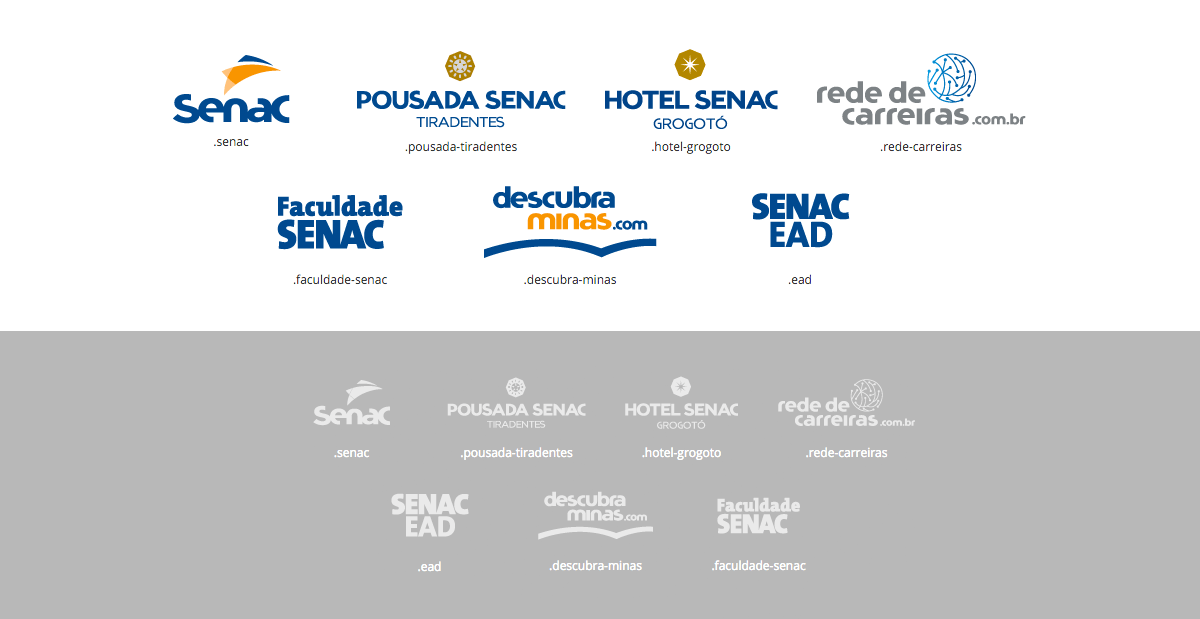 senac
.senac
POUSADA SENAC
TIRADENTES
.pousada-tiradentes
HOTEL SENAC
GROGOTÓ
.hotel-grogoto
rede de
carreiras.com.br
.rede-carreiras
Faculdade
SENAC
.faculdade-senac
descubra
minas.com
.descubra-minas
SENAC
EAD
.ead
senac
.senac
POUSADA SENAC
TIRADENTES
.pousada-tiradentes
HOTEL SENAC
GROGOTÓ
.hotel-grogoto
rede de
carreiras.com.br
.rede-carreiras
SENAC
EAD
.ead
descubra
minas.com
.descubra-minas
Faculdade
SENAC
.faculdade-senac